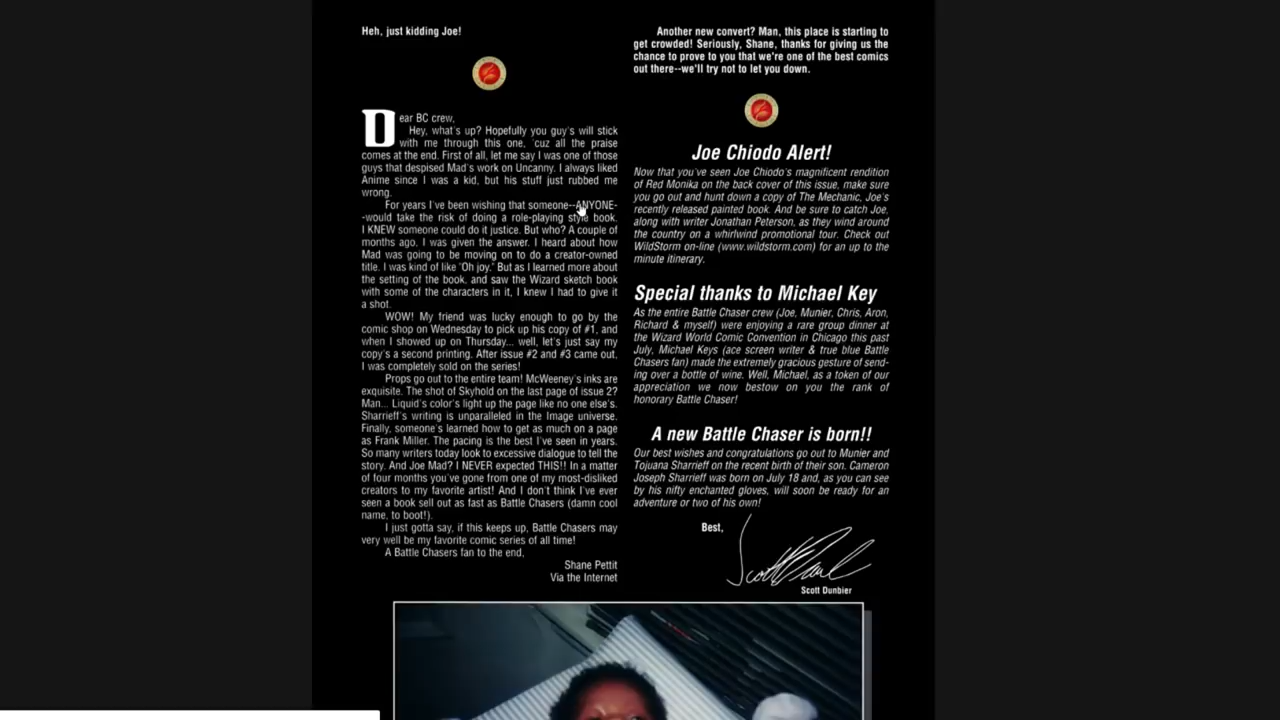 Heh, just kidding Joe!
Dear BC crew,
Hey, what's up? Hopefully you guy's will stick
with me through this one, 'cuz all the praise
comes at the end. First of all, let me say I was one of those
guys that despised Mad's work on Uncanny. I always liked
Anime since I was a kid, but his stuff just rubbed me
wrong.
For years I've been wishing that someone--ANYONE-
-would take the risk of doing a role-playing style book.
I KNEW someone could do it justice. But who? A couple of
months ago, I was given the answer. I heard about how
Mad was going to be moving on to do a creator-owned
title. I was kind of like "Oh joy." But as I learned more about
the setting of the book, and saw the Wizard sketch book
with some of the characters in it, I knew I had to give it
a shot.
WOW! My friend was lucky enough to go by the
comic shop on Wednesday to pick up his copy of #1, and
when I showed up on Thursday... well, let's just say my
copy's a second printing. After issue #2 and #3 came out,
I was completely sold on the series!
Props go out to the entire team! McWeeney's inks are
exquisite. The shot of Skyhold on the last page of issue 2?
Man... Liquid's color's light up the page like no one else's.
Sharrieff's writing is unparalleled in the Image universe.
Finally, someone's learned how to get as much on a page
as Frank Miller. The pacing is the best I've seen in years.
So many writers today look to excessive dialogue to tell the
story. And Joe Mad? I NEVER expected THIS!! In a matter
of four months you've gone from one of my most-disliked
creators to my favorite artist! And I don't think I've ever
seen a book sell out as fast as Battle Chasers (damn cool
name, to boot!).
I just gotta say, if this keeps up, Battle Chasers may
very well be my favorite comic series of all time!
A Battle Chasers fan to the end,
Shane Pettit
Via the Internet
Another new convert? Man, this place is starting to
get crowded! Seriously, Shane, thanks for giving us the
chance to prove to you that we're one of the best comics
out there--we'll try not to let you down.
Joe Chiodo Alert!
Now that you've seen Joe Chiodo's magnificent rendition
of Red Monika on the back cover of this issue, make sure
you go out and hunt down a copy of The Mechanic, Joe's
recently released painted book. And be sure to catch Joe,
along with writer Jonathan Peterson, as they wind around
the country on a whirlwind promotional tour. Check out
WildStorm on-line (www.wildstorm.com) for an up to the
minute itinerary.
Special thanks to Michael Key
As the entire Battle Chaser crew (Joe, Munier, Chris, Aron,
Richard & myself) were enjoying a rare group dinner at
the Wizard World Comic Convention in Chicago this past
July, Michael Keys (ace screen writer & true blue Battle
Chasers fan) made the extremely gracious gesture of send-
ing over a bottle of wine. Well, Michael, as a token of our
appreciation we now bestow on you the rank of
honorary Battle Chaser!
A new Battle Chaser is born!!
Our best wishes and congratulations go out to Munier and
Tojuana Sharrieff on the recent birth of their son. Cameron
Joseph Sharrieff was born on July 18 and, as you can see
by his nifty enchanted gloves, will soon be ready for an
adventure or two of his own!
Best,
Scott Dunbier